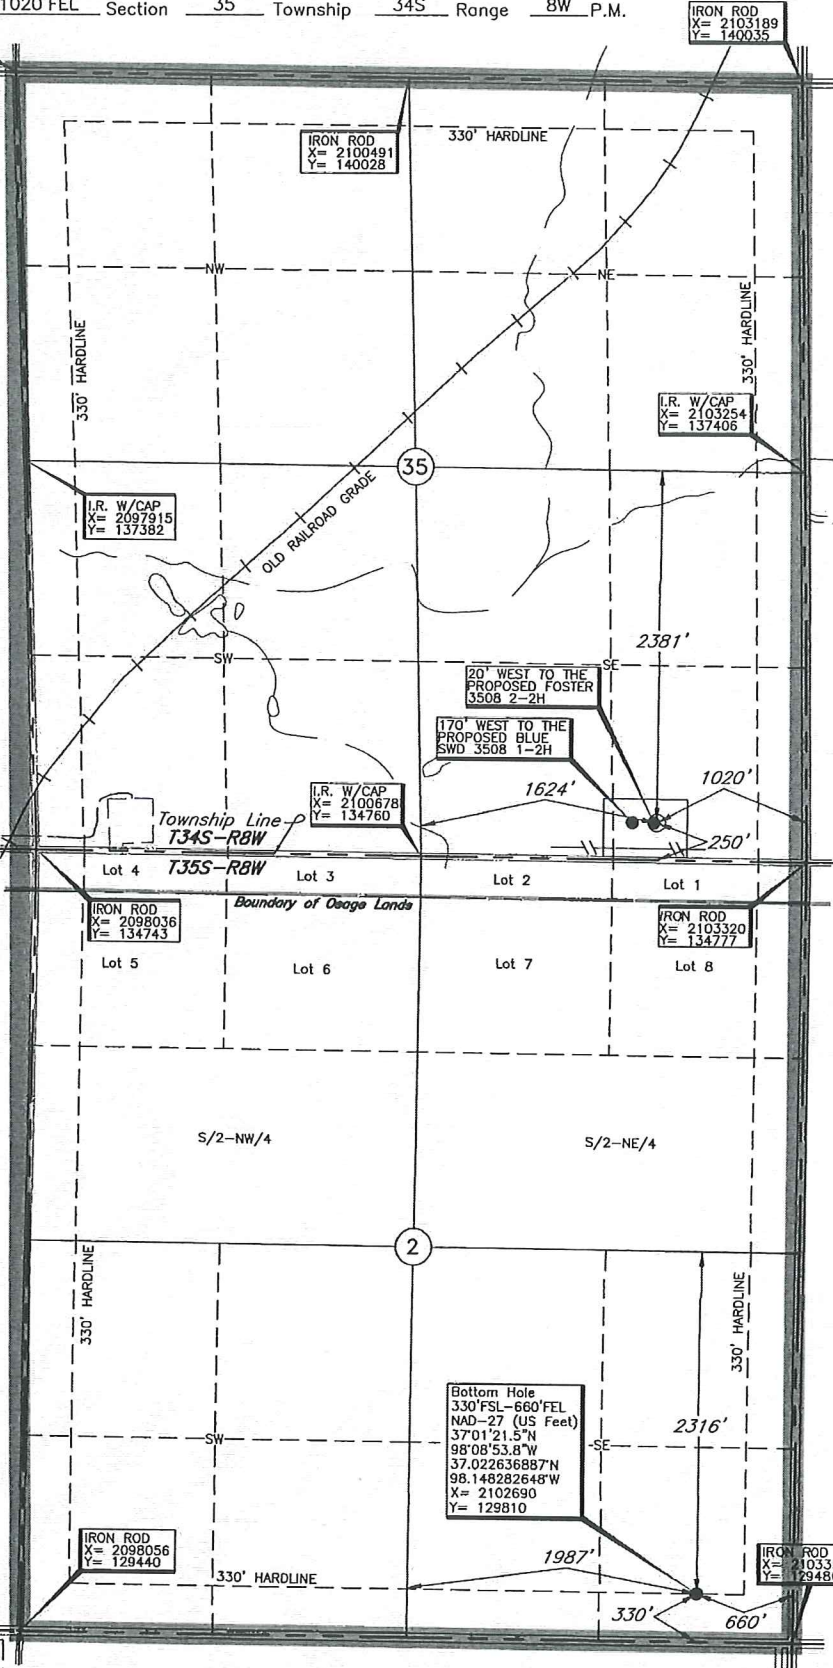 1020 FEL Section 35 Township 34S Range 8W P.M.
IRON ROD
X= 2103189
Y= 140035
IRON ROD
X= 2100491
Y= 140028
330' HARDLINE
NW
NE
330' HARDLINE
330' HARDLINE
I.R. W/CAP
X= 2103254
Y= 137406
35
OLD RAILROAD GRADE
I.R. W/CAP
X= 2097915
Y= 137382
2381'
SW
SE
20' WEST TO THE
PROPOSED FOSTER
3508 2-2H
170' WEST TO THE
PROPOSED BLUE
SWD 3508 1-2H
I.R. W/CAP
X= 2100678
Y= 134760
1624'
1020'
250'
Township Line
T34S-R8W
T35S-R8W
Lot 4
Lot 3
Lot 2
Lot 1
Boundary of Osage Lands
IRON ROD
X= 2098036
Y= 134743
IRON ROD
X= 2103320
Y= 134777
Lot 5
Lot 6
Lot 7
Lot 8
S/2-NW/4
S/2-NE/4
2
330' HARDLINE
330' HARDLINE
Bottom Hole
330'FSL-660'FEL
NAD-27 (US Feet)
37°01'21.5"N
98°08'53.8"W
37.022636887°N
98.148282648°W
X= 2102690
Y= 129810
2316'
SW
SE
IRON ROD
X= 2098056
Y= 129440
330' HARDLINE
1987'
330'
660'
IRON ROD
X= 21033
Y= 12948